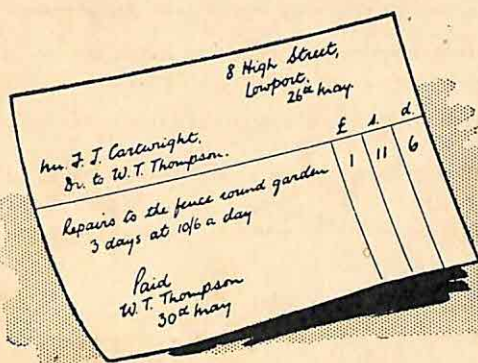 8 High Street,
Lowport.
26th May
Mr. F. T. Cartwright,
Dr. to W. T. Thompson.
£ s. d.
Repairs to the fence round garden
3 days at 10/6 a day
1 11 6
Paid
W. T. Thompson
30th May